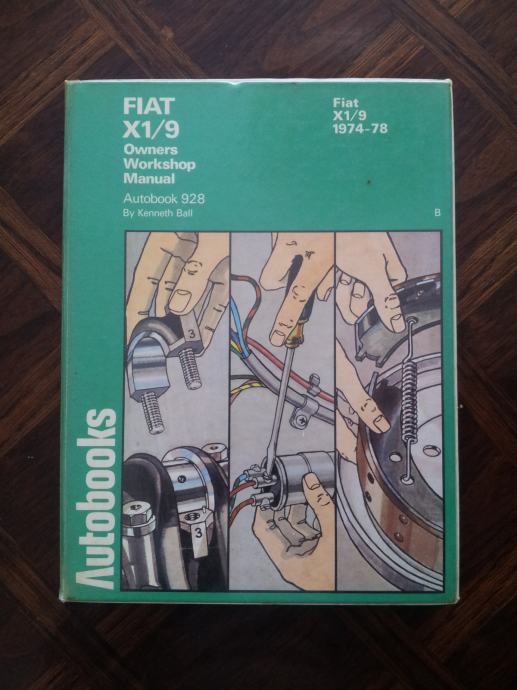 FIAT
X1/9
Owners
Workshop
Manual
Autobook 928
By Kenneth Ball
Fiat
X1/9
1974-78
B
3
3
Autobooks